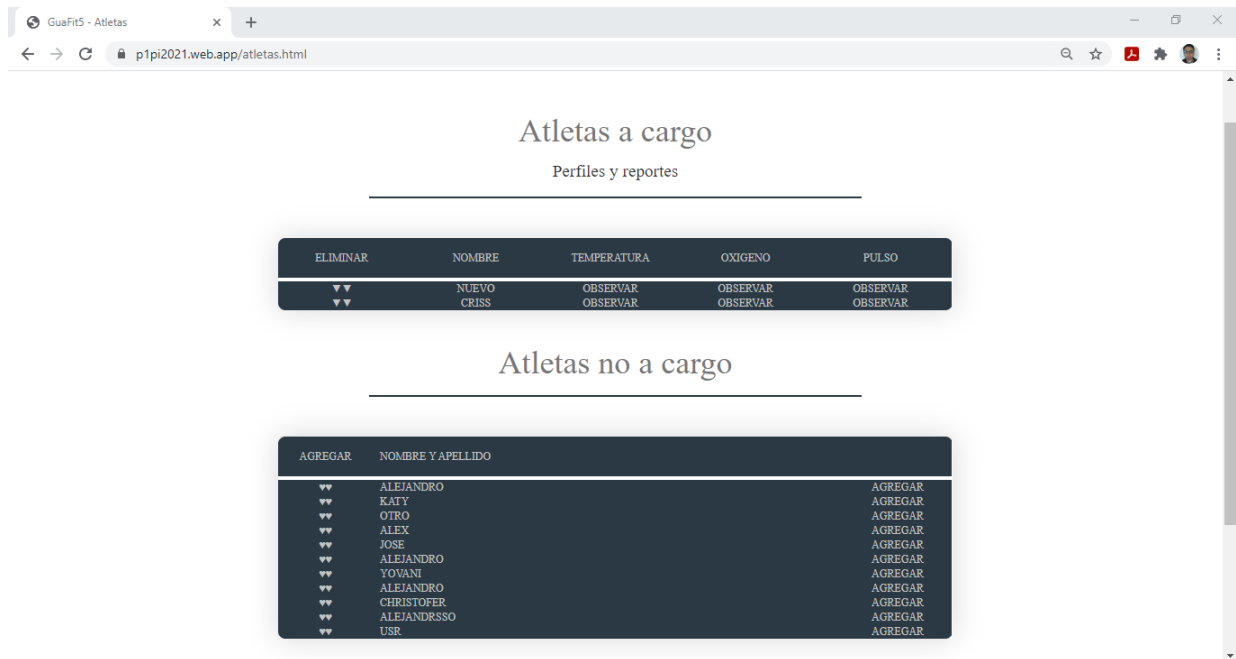 GuaFit5 - Atletas
p1pi2021.web.app/atletas.html
Atletas a cargo
Perfiles y reportes
ELIMINAR NOMBRE TEMPERATURA OXIGENO PULSO
▼▼ NUEVO OBSERVAR OBSERVAR OBSERVAR
▼▼ CRISS OBSERVAR OBSERVAR OBSERVAR
Atletas no a cargo
AGREGAR NOMBRE Y APELLIDO
♥♥ ALEJANDRO AGREGAR
♥♥ KATY AGREGAR
♥♥ OTRO AGREGAR
♥♥ ALEX AGREGAR
♥♥ JOSE AGREGAR
♥♥ ALEJANDRO AGREGAR
♥♥ YOVANI AGREGAR
♥♥ ALEJANDRO AGREGAR
♥♥ CHRISTOFER AGREGAR
♥♥ ALEJANDRSSO AGREGAR
♥♥ USR AGREGAR